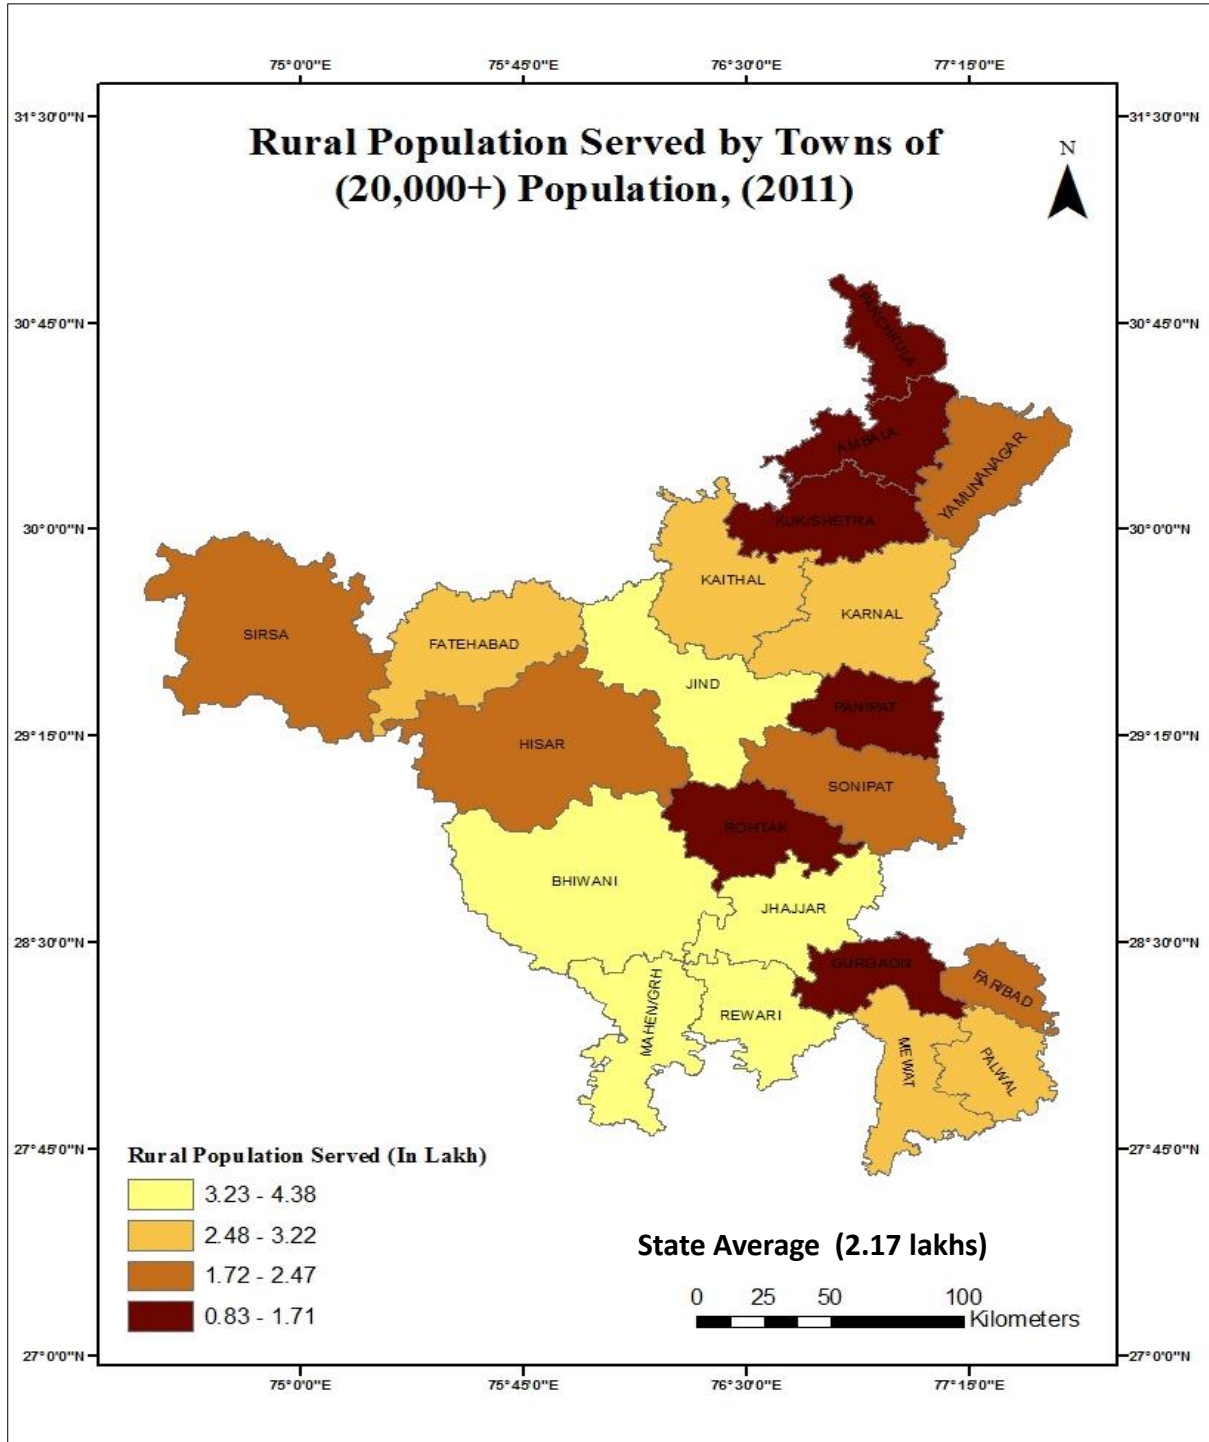 75°0'0"E 75°45'0"E 76°30'0"E 77°15'0"E
31°30'0"N 31°30'0"N
Rural Population Served by Towns of
(20,000+) Population, (2011)
N
30°45'0"N 30°45'0"N
PANCHKULA
AMBALA
YAMUNANAGAR
30°0'0"N 30°0'0"N
KUK/SHETRA
KAITHAL
KARNAL
SIRSA
FATEHABAD
JIND
PANIPAT
29°15'0"N 29°15'0"N
HISAR
SONIPAT
ROHTAK
BHIWANI
JHAJJAR
28°30'0"N 28°30'0"N
GURGAON
FAR/BAD
MAHEN/GRH
REWARI
MEWAT
PALWAL
27°45'0"N 27°45'0"N
Rural Population Served (In Lakh)
3.23 - 4.38
2.48 - 3.22
1.72 - 2.47
0.83 - 1.71
State Average (2.17 lakhs)
0 25 50 100
Kilometers
27°0'0"N 27°0'0"N
75°0'0"E 75°45'0"E 76°30'0"E 77°15'0"E